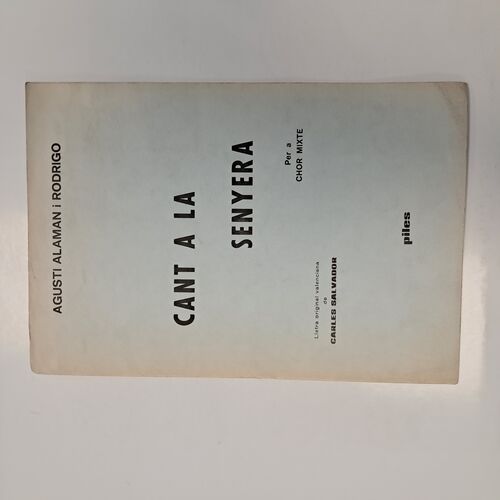 AGUSTI ALAMAN i RODRIGO
CANT A LA
SENYERA
Per a
CHOR MIXTE
Lletra original valenciana
de
CARLES SALVADOR
piles